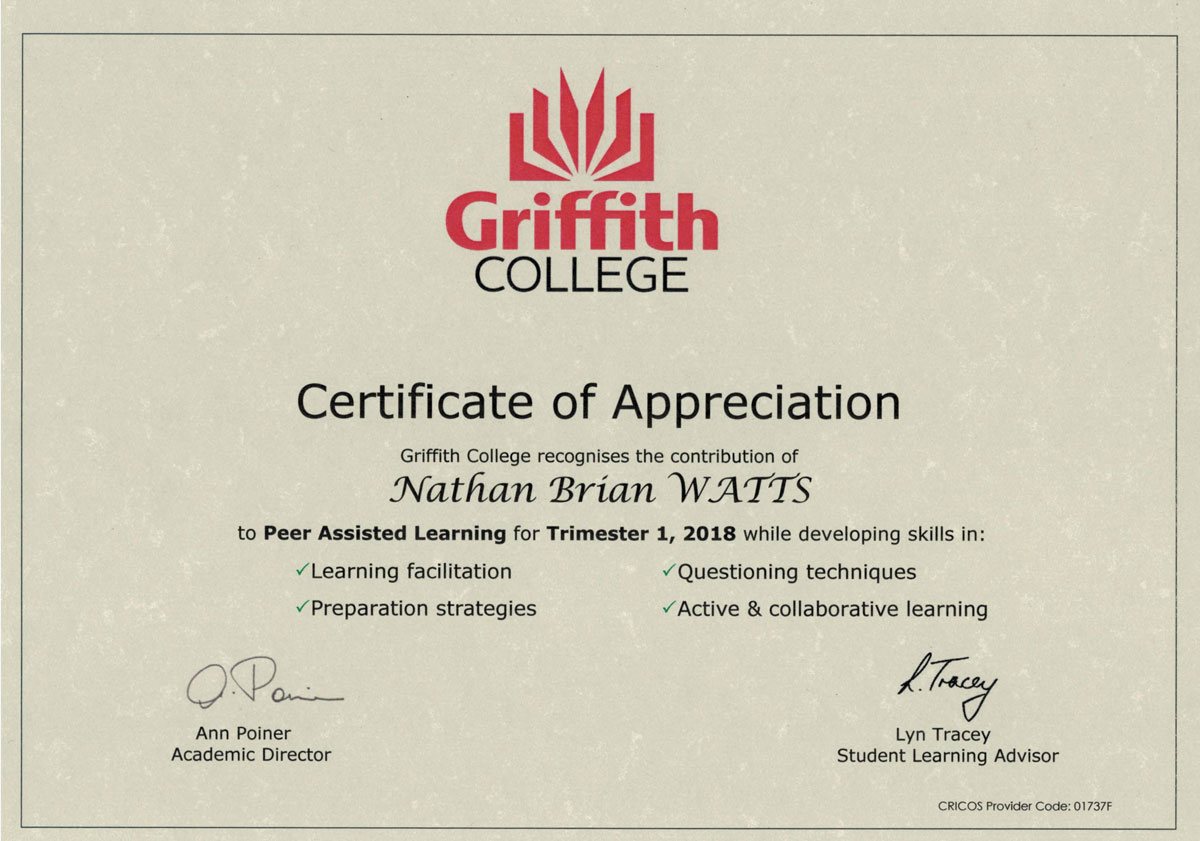 Griffith
COLLEGE
Certificate of Appreciation
Griffith College recognises the contribution of
Nathan Brian WATTS
to Peer Assisted Learning for Trimester 1, 2018 while developing skills in:
✓Learning facilitation ✓Questioning techniques
✓Preparation strategies ✓Active & collaborative learning
A. Poiner L. Tracey
Ann Poiner Lyn Tracey
Academic Director Student Learning Advisor
CRICOS Provider Code: 01737F